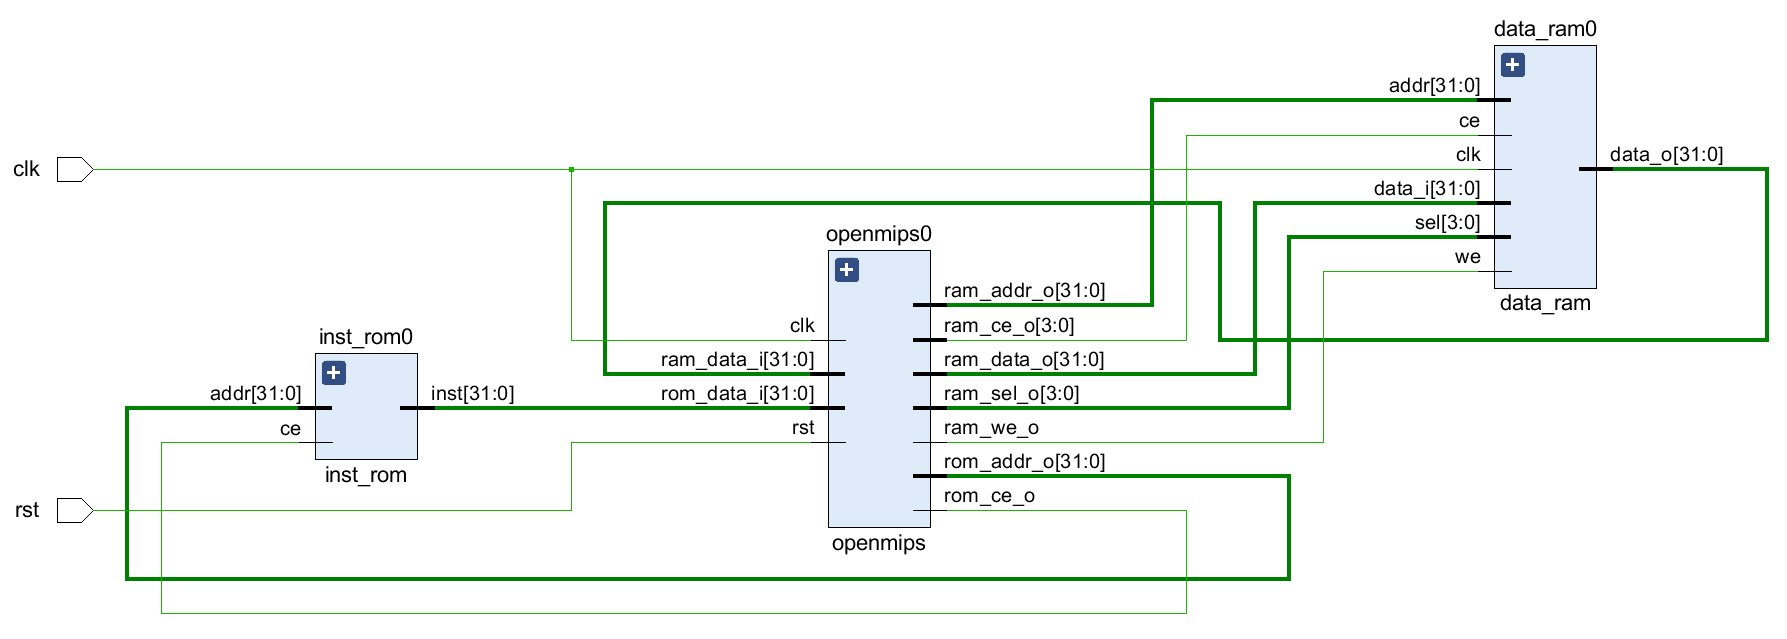 data_ram0
addr[31:0]
ce
clk
clk
data_o[31:0]
data_i[31:0]
sel[3:0]
openmips0
we
ram_addr_o[31:0]
data_ram
clk
ram_ce_o[3:0]
inst_rom0
ram_data_i[31:0]
ram_data_o[31:0]
addr[31:0]
inst[31:0]
rom_data_i[31:0]
ram_sel_o[3:0]
ce
rst
ram_we_o
rom_addr_o[31:0]
inst_rom
rom_ce_o
rst
openmips